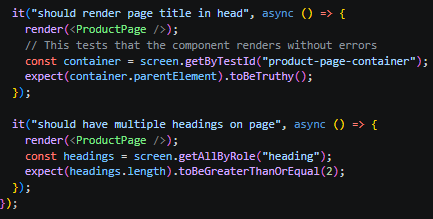 it("should render page title in head", async () => {
  render(<ProductPage />);
  // This tests that the component renders without errors
  const container = screen.getByTestId("product-page-container");
  expect(container.parentElement).toBeTruthy();
});

it("should have multiple headings on page", async () => {
  render(<ProductPage />);
  const headings = screen.getAllByRole("heading");
  expect(headings.length).toBeGreaterThanOrEqual(2);
});
});